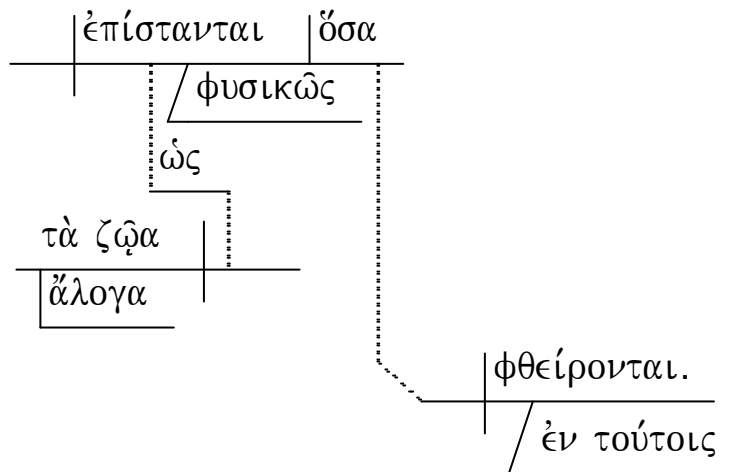 ἐπίστανται ὅσα
φυσικῶς
ὡς
τὰ ζῷα
ἄλογα
φθείρονται.
ἐν τούτοις